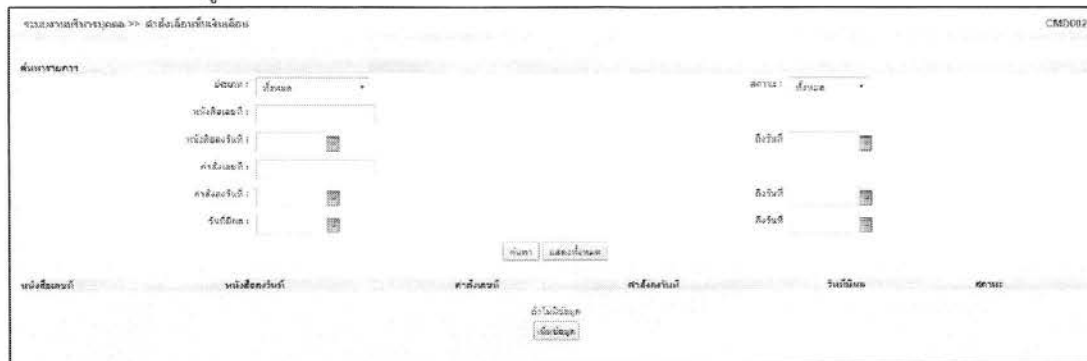 ระบบงานบริหารบุคคล >> คำสั่งเลื่อนขั้นเงินเดือน CMD002
ค้นหารายการ
ประเภท : ทั้งหมด สถานะ : ทั้งหมด
หนังสือเลขที่ :
หนังสือลงวันที่ : ถึงวันที่
คำสั่งเลขที่ :
คำสั่งลงวันที่ : ถึงวันที่
วันที่มีผล : ถึงวันที่
ค้นหา แสดงทั้งหมด
หนังสือเลขที่ หนังสือลงวันที่ คำสั่งเลขที่ คำสั่งลงวันที่ วันที่มีผล สถานะ
ยังไม่มีข้อมูล
เพิ่มข้อมูล